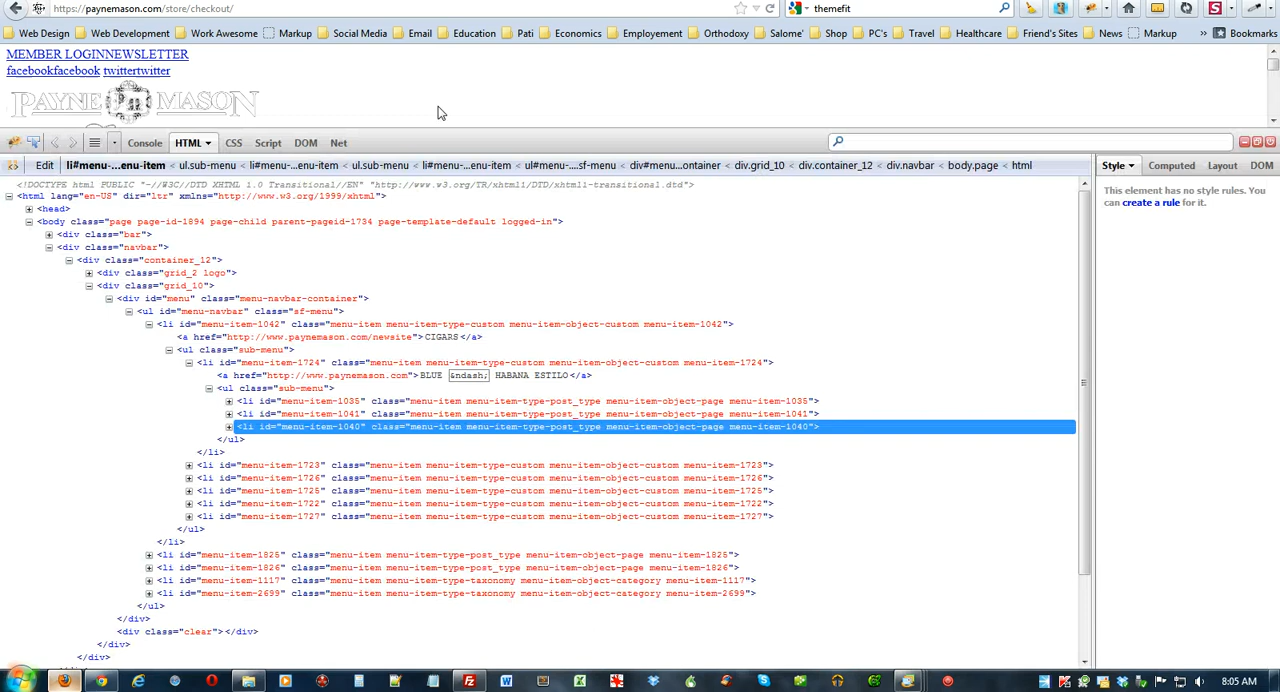 https://paynemason.com/store/checkout/
themefit
Web Design Web Development Work Awesome Markup Social Media Email Education Pati Economics Employement Orthodoxy Salome' Shop PC's Travel Healthcare Friend's Sites News Markup » Bookmarks
MEMBER LOGINNEWSLETTER
facebookfacebook twittertwitter
PAYNE PM MASON
Console HTML CSS Script DOM Net
Edit li#menu-...enu-item < ul.sub-menu < li#menu-...enu-item < ul.sub-menu < li#menu-...enu-item < ul#menu-...sf-menu < div#menu...ontainer < div.grid_10 < div.container_12 < div.navbar < body.page < html
Style Computed Layout DOM
<!DOCTYPE html PUBLIC "-//W3C//DTD XHTML 1.0 Transitional//EN" "http://www.w3.org/TR/xhtml1/DTD/xhtml1-transitional.dtd">
<html lang="en-US" dir="ltr" xmlns="http://www.w3.org/1999/xhtml">
<head>
<body class="page page-id-1894 page-child parent-pageid-1734 page-template-default logged-in">
<div class="bar">
<div class="navbar">
<div class="container_12">
<div class="grid_2 logo">
<div class="grid_10">
<div id="menu" class="menu-navbar-container">
<ul id="menu-navbar" class="sf-menu">
<li id="menu-item-1042" class="menu-item menu-item-type-custom menu-item-object-custom menu-item-1042">
<a href="http://www.paynemason.com/newsite">CIGARS</a>
<ul class="sub-menu">
<li id="menu-item-1724" class="menu-item menu-item-type-custom menu-item-object-custom menu-item-1724">
<a href="http://www.paynemason.com">BLUE &ndash; HABANA ESTILO</a>
<ul class="sub-menu">
<li id="menu-item-1035" class="menu-item menu-item-type-post_type menu-item-object-page menu-item-1035">
<li id="menu-item-1041" class="menu-item menu-item-type-post_type menu-item-object-page menu-item-1041">
<li id="menu-item-1040" class="menu-item menu-item-type-post_type menu-item-object-page menu-item-1040">
</ul>
</li>
<li id="menu-item-1723" class="menu-item menu-item-type-custom menu-item-object-custom menu-item-1723">
<li id="menu-item-1726" class="menu-item menu-item-type-custom menu-item-object-custom menu-item-1726">
<li id="menu-item-1725" class="menu-item menu-item-type-custom menu-item-object-custom menu-item-1725">
<li id="menu-item-1722" class="menu-item menu-item-type-custom menu-item-object-custom menu-item-1722">
<li id="menu-item-1727" class="menu-item menu-item-type-custom menu-item-object-custom menu-item-1727">
</ul>
</li>
<li id="menu-item-1825" class="menu-item menu-item-type-post_type menu-item-object-page menu-item-1825">
<li id="menu-item-1826" class="menu-item menu-item-type-post_type menu-item-object-page menu-item-1826">
<li id="menu-item-1117" class="menu-item menu-item-type-taxonomy menu-item-object-category menu-item-1117">
<li id="menu-item-2699" class="menu-item menu-item-type-taxonomy menu-item-object-category menu-item-2699">
</ul>
</div>
<div class="clear"></div>
</div>
</div>
This element has no style rules. You
can create a rule for it.
8:05 AM